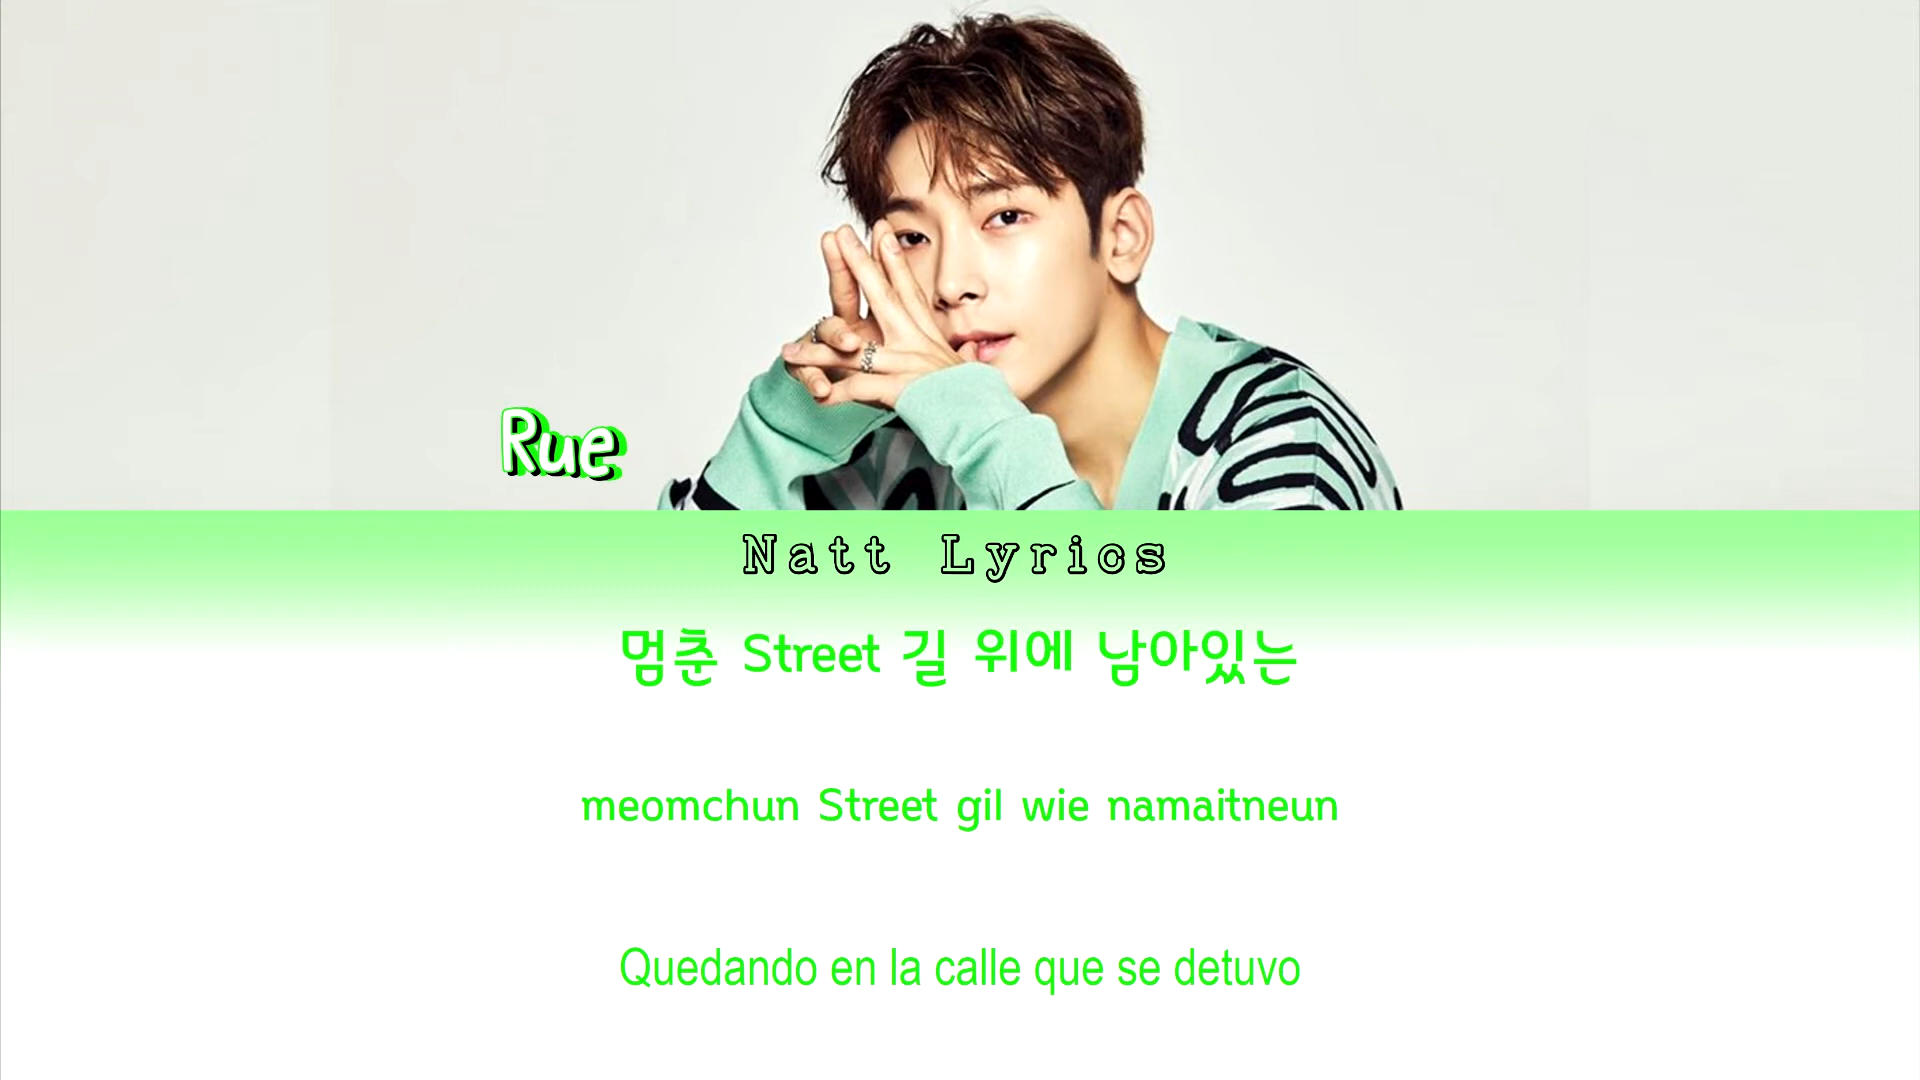 Rue
Natt Lyrics
멈춘 Street 길 위에 남아있는
meomchun Street gil wie namaitneun
Quedando en la calle que se detuvo